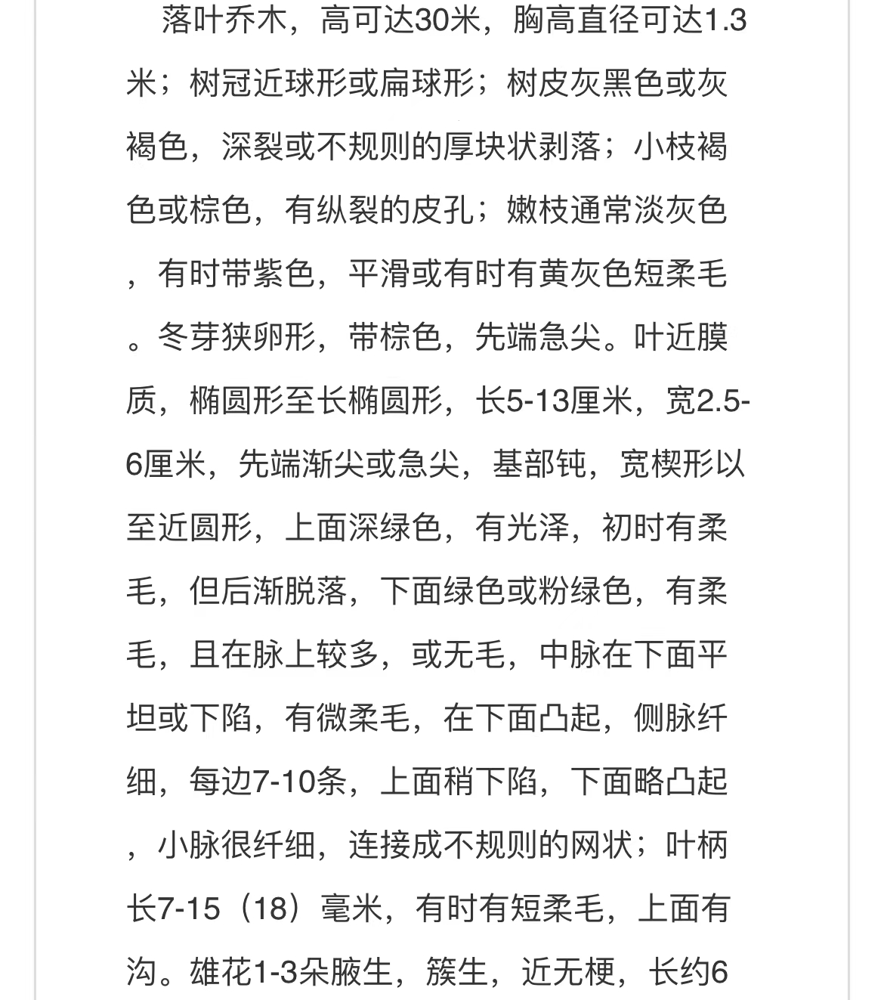 落叶乔木，高可达30米，胸高直径可达1.3
米；树冠近球形或扁球形；树皮灰黑色或灰
褐色，深裂或不规则的厚块状剥落；小枝褐
色或棕色，有纵裂的皮孔；嫩枝通常淡灰色
，有时带紫色，平滑或有时有黄灰色短柔毛
。冬芽狭卵形，带棕色，先端急尖。叶近膜
质，椭圆形至长椭圆形，长5-13厘米，宽2.5-
6厘米，先端渐尖或急尖，基部钝，宽楔形以
至近圆形，上面深绿色，有光泽，初时有柔
毛，但后渐脱落，下面绿色或粉绿色，有柔
毛，且在脉上较多，或无毛，中脉在下面平
坦或下陷，有微柔毛，在下面凸起，侧脉纤
细，每边7-10条，上面稍下陷，下面略凸起
，小脉很纤细，连接成不规则的网状；叶柄
长7-15（18）毫米，有时有短柔毛，上面有
沟。雄花1-3朵腋生，簇生，近无梗，长约6